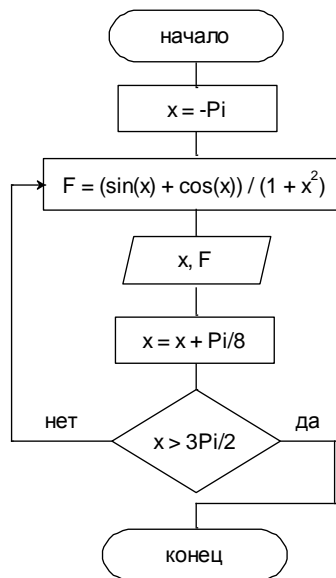 начало
x = -Pi
F = (sin(x) + cos(x)) / (1 + x²)
x, F
x = x + Pi/8
нет
да
x > 3Pi/2
конец